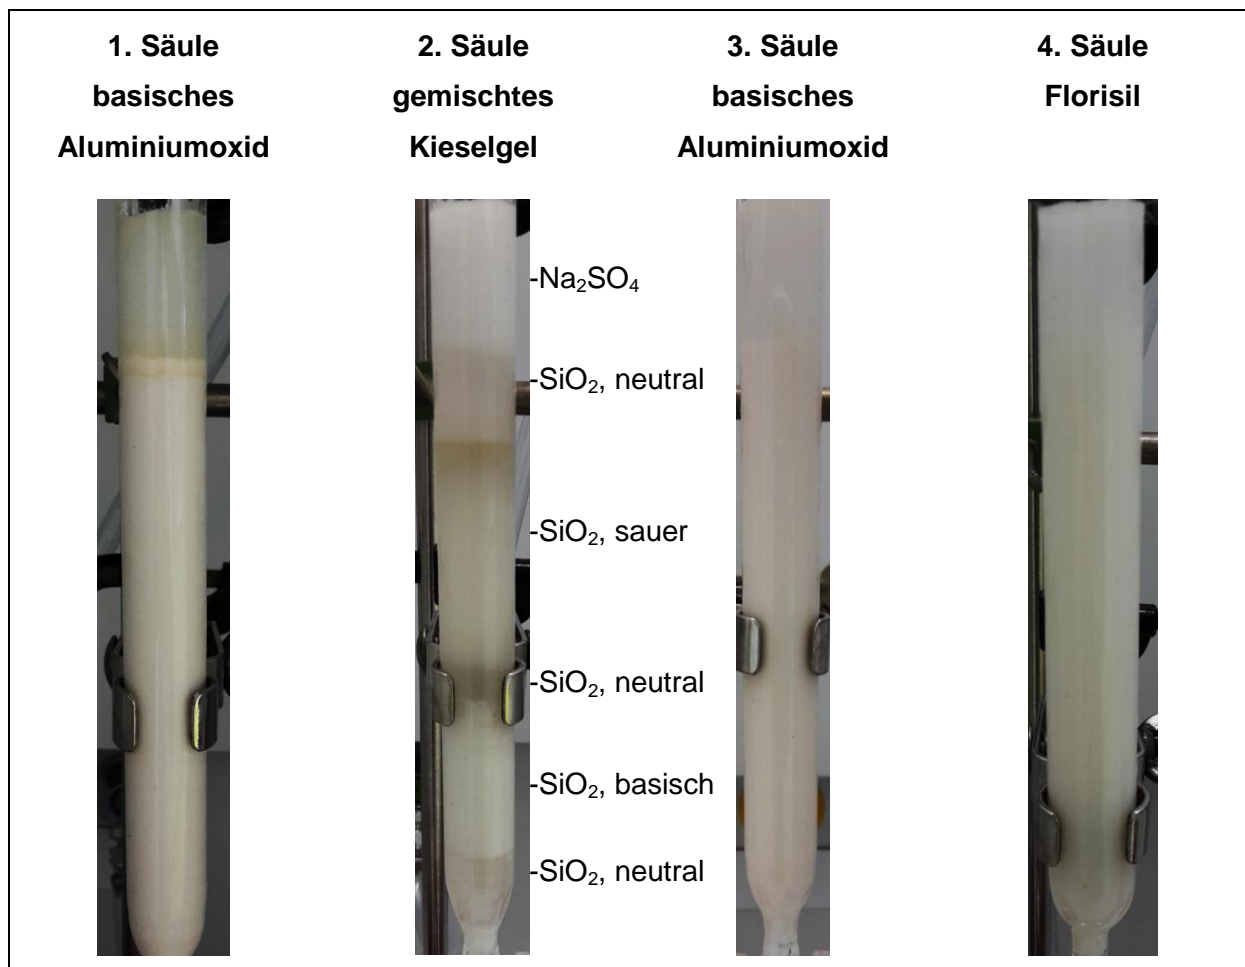 1. Säule
basisches
Aluminiumoxid
2. Säule
gemischtes
Kieselgel
3. Säule
basisches
Aluminiumoxid
4. Säule
Florisil
-Na₂SO₄
-SiO₂, neutral
-SiO₂, sauer
-SiO₂, neutral
-SiO₂, basisch
-SiO₂, neutral